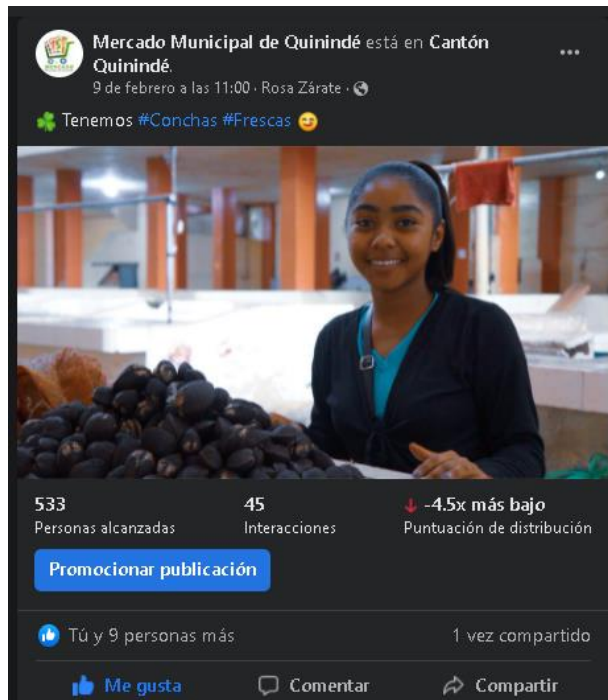 Mercado Municipal de Quinindé está en Cantón
Quinindé.
9 de febrero a las 11:00 · Rosa Zárate ·
Tenemos #Conchas #Frescas
533
45
-4.5x más bajo
Personas alcanzadas
Interacciones
Puntuación de distribución
Promocionar publicación
Tú y 9 personas más
1 vez compartido
Me gusta
Comentar
Compartir